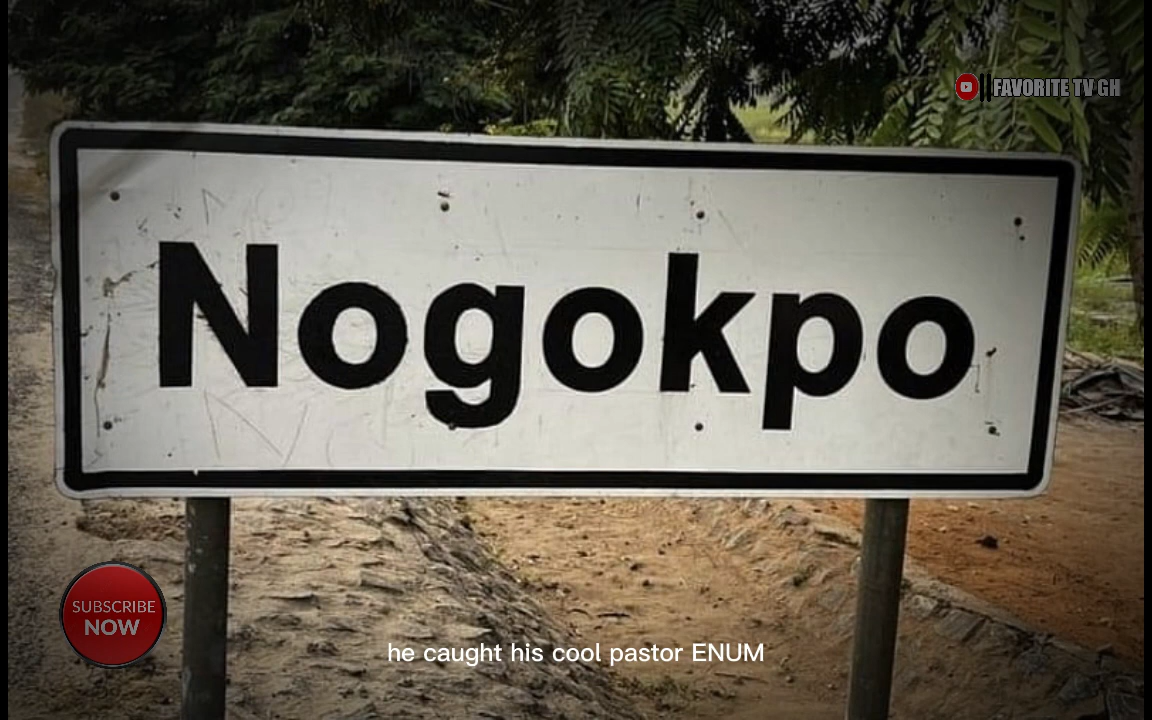 FAVORITE TV GH
Nogokpo
SUBSCRIBE
NOW
he caught his cool pastor ENUM